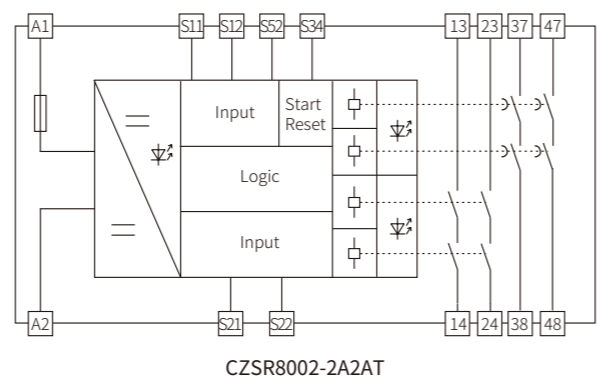 A1 S11 S12 S52 S34 13 23 37 47
Input Start
Reset
Logic
Input
A2 S21 S22 14 24 38 48
CZSR8002-2A2AT